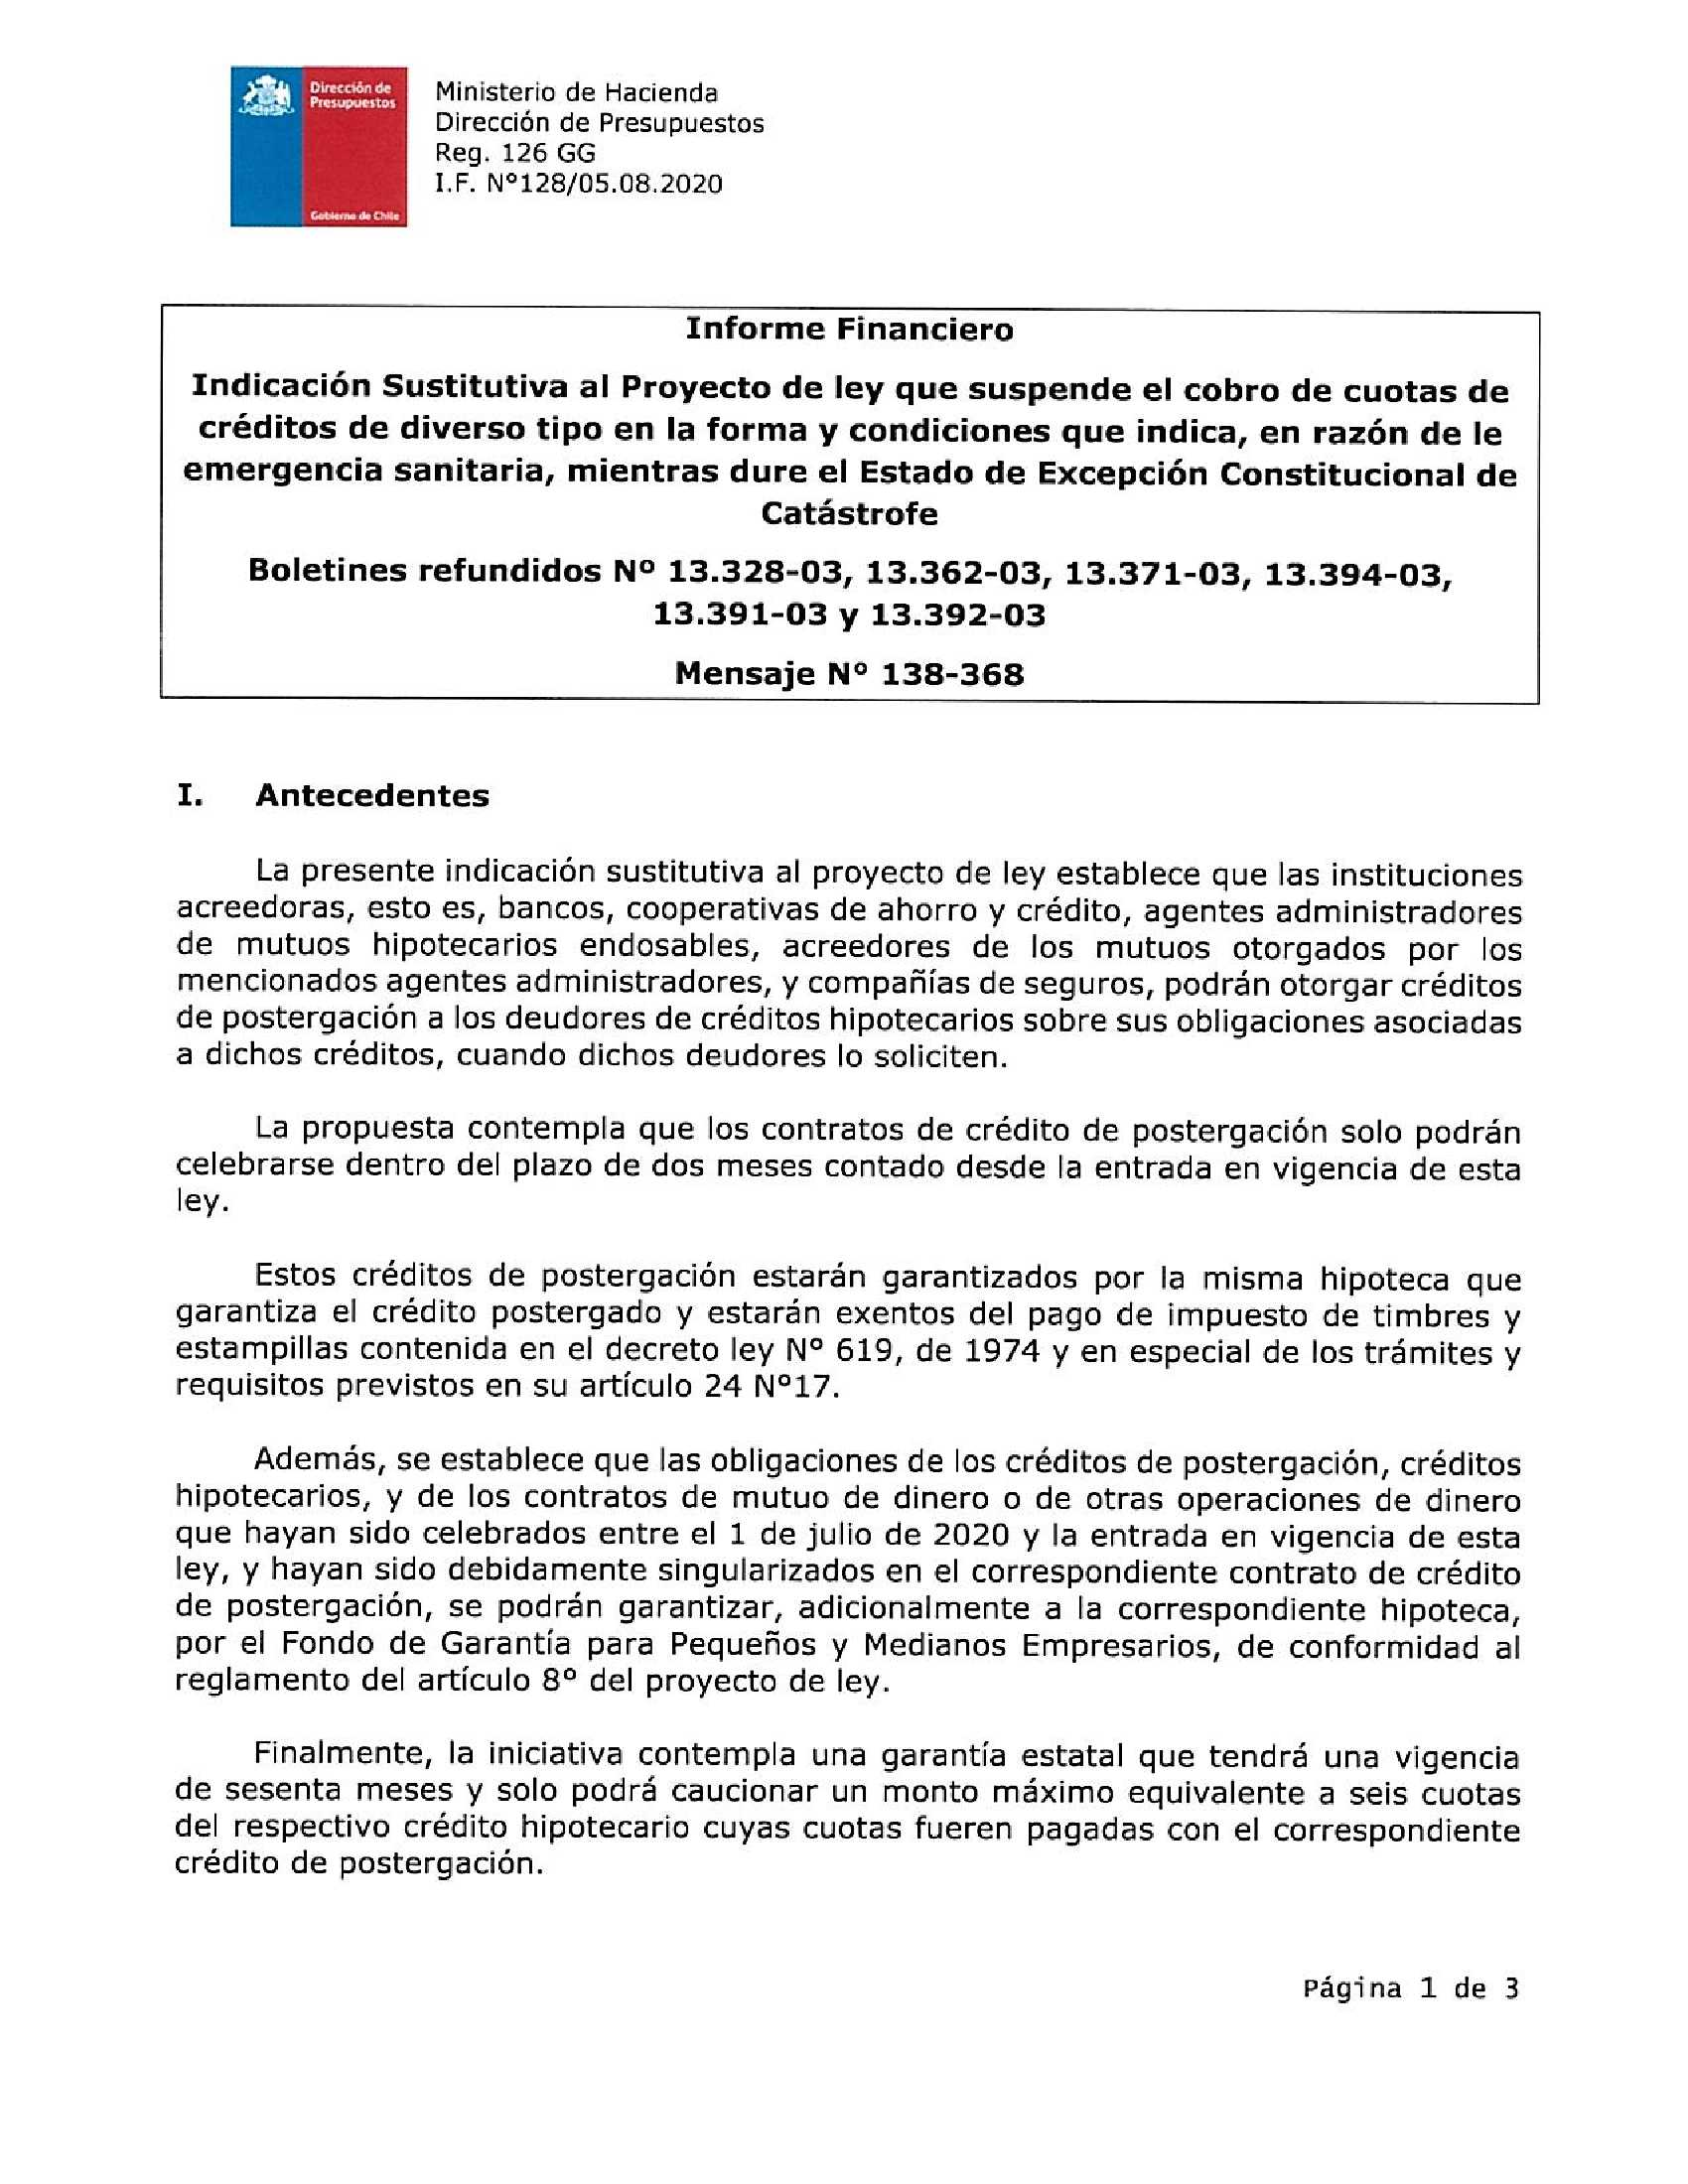 Dirección de
Presupuestos
Gobierno de Chile
Ministerio de Hacienda
Dirección de Presupuestos
Reg. 126 GG
I.F. N°128/05.08.2020
Informe Financiero
Indicación Sustitutiva al Proyecto de ley que suspende el cobro de cuotas de
créditos de diverso tipo en la forma y condiciones que indica, en razón de le
emergencia sanitaria, mientras dure el Estado de Excepción Constitucional de
Catástrofe
Boletines refundidos Nº 13.328-03, 13.362-03, 13.371-03, 13.394-03,
13.391-03 y 13.392-03
Mensaje Nº 138-368
I. Antecedentes
La presente indicación sustitutiva al proyecto de ley establece que las instituciones
acreedoras, esto es, bancos, cooperativas de ahorro y crédito, agentes administradores
de mutuos hipotecarios endosables, acreedores de los mutuos otorgados por los
mencionados agentes administradores, y compañías de seguros, podrán otorgar créditos
de postergación a los deudores de créditos hipotecarios sobre sus obligaciones asociadas
a dichos créditos, cuando dichos deudores lo soliciten.
La propuesta contempla que los contratos de crédito de postergación solo podrán
celebrarse dentro del plazo de dos meses contado desde la entrada en vigencia de esta
ley.
Estos créditos de postergación estarán garantizados por la misma hipoteca que
garantiza el crédito postergado y estarán exentos del pago de impuesto de timbres y
estampillas contenida en el decreto ley N° 619, de 1974 y en especial de los trámites y
requisitos previstos en su artículo 24 N°17.
Además, se establece que las obligaciones de los créditos de postergación, créditos
hipotecarios, y de los contratos de mutuo de dinero o de otras operaciones de dinero
que hayan sido celebrados entre el 1 de julio de 2020 y la entrada en vigencia de esta
ley, y hayan sido debidamente singularizados en el correspondiente contrato de crédito
de postergación, se podrán garantizar, adicionalmente a la correspondiente hipoteca,
por el Fondo de Garantía para Pequeños y Medianos Empresarios, de conformidad al
reglamento del artículo 8º del proyecto de ley.
Finalmente, la iniciativa contempla una garantía estatal que tendrá una vigencia
de sesenta meses y solo podrá caucionar un monto máximo equivalente a seis cuotas
del respectivo crédito hipotecario cuyas cuotas fueren pagadas con el correspondiente
crédito de postergación.
Página 1 de 3